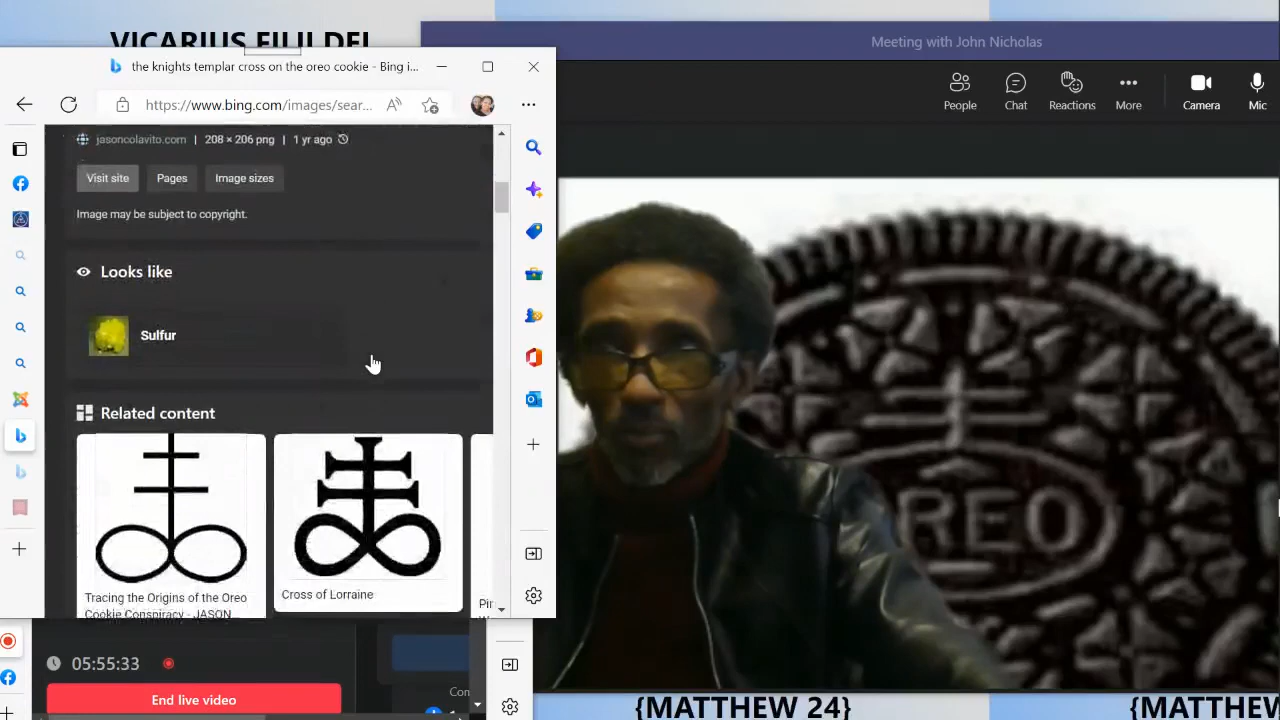 VICARIUS FILII DEI
Meeting with John Nicholas
the knights templar cross on the oreo cookie - Bing i...
https://www.bing.com/images/sear...
People
Chat
Reactions
More
Camera
Mic
jasoncolavito.com | 208 × 206 png | 1 yr ago
Visit site
Pages
Image sizes
Image may be subject to copyright.
Looks like
Sulfur
Related content
REO
Tracing the Origins of the Oreo
Cookie Conspiracy - JASON
Cross of Lorraine
Pir
05:55:33
End live video
Con
{MATTHEW 24}
{MATTHEW